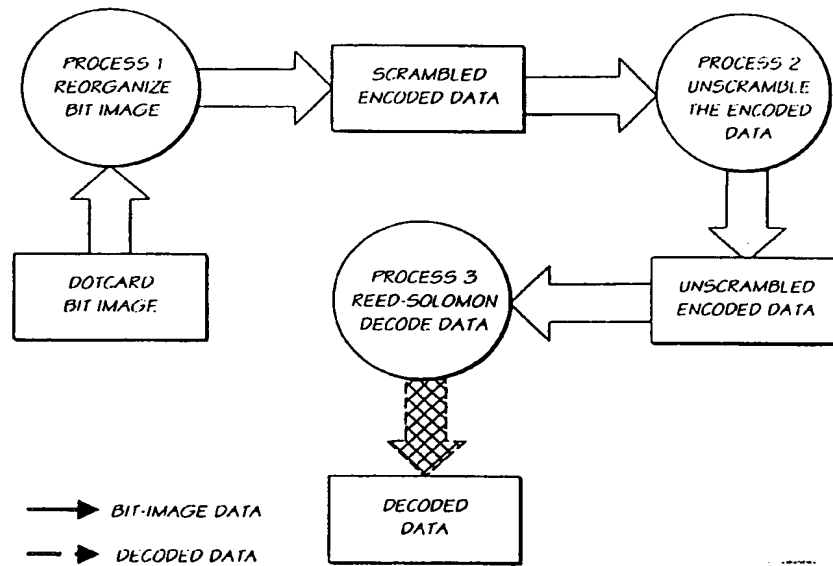 PROCESS 1
REORGANIZE
BIT IMAGE
SCRAMBLED
ENCODED DATA
PROCESS 2
UNSCRAMBLE
THE ENCODED
DATA
DOTCARD
BIT IMAGE
PROCESS 3
REED-SOLOMON
DECODE DATA
UNSCRAMBLED
ENCODED DATA
DECODED
DATA
BIT-IMAGE DATA
DECODED DATA